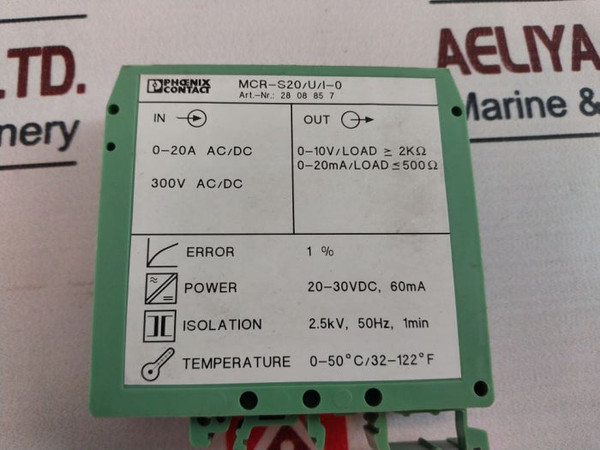 LTD.
nery
AELIYA
Marine &
PHŒNIX
CONTACT
MCR-S20/U/I-0
Art.-Nr.: 28 08 85 7
IN
OUT
0-20A AC/DC
300V AC/DC
0-10V/LOAD ≥ 2KΩ
0-20mA/LOAD ≤500Ω
ERROR 1 %
POWER 20-30VDC, 60mA
ISOLATION 2.5kV, 50Hz, 1min
TEMPERATURE 0-50°C/32-122°F